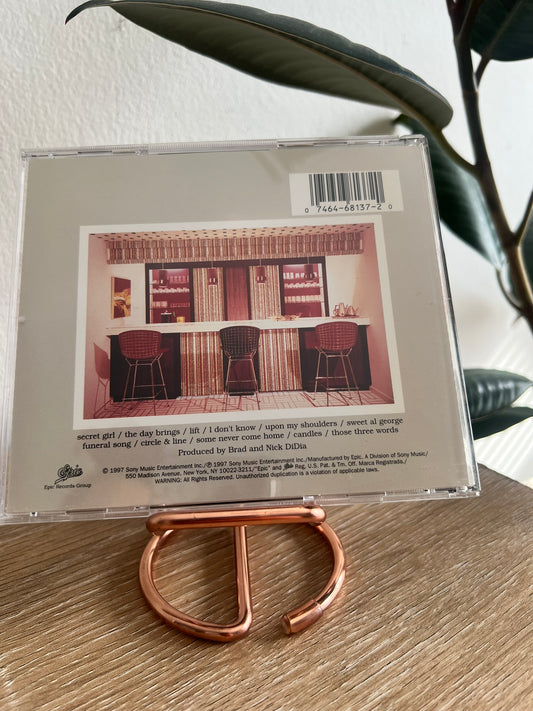 0 7464-68137-2 0
secret girl / the day brings / lift / I don't know / upon my shoulders / sweet al george
funeral song / circle & line / some never come home / candles / those three words
Produced by Brad and Nick DiDia
Epic
Epic Records Group
© 1997 Sony Music Entertainment Inc./℗ 1997 Sony Music Entertainment Inc./Manufactured by Epic, A Division of Sony Music/
550 Madison Avenue, New York, NY 10022-3211/"Epic" and Epic Reg. U.S. Pat. & Tm. Off. Marca Registrada./
WARNING: All Rights Reserved. Unauthorized duplication is a violation of applicable laws.